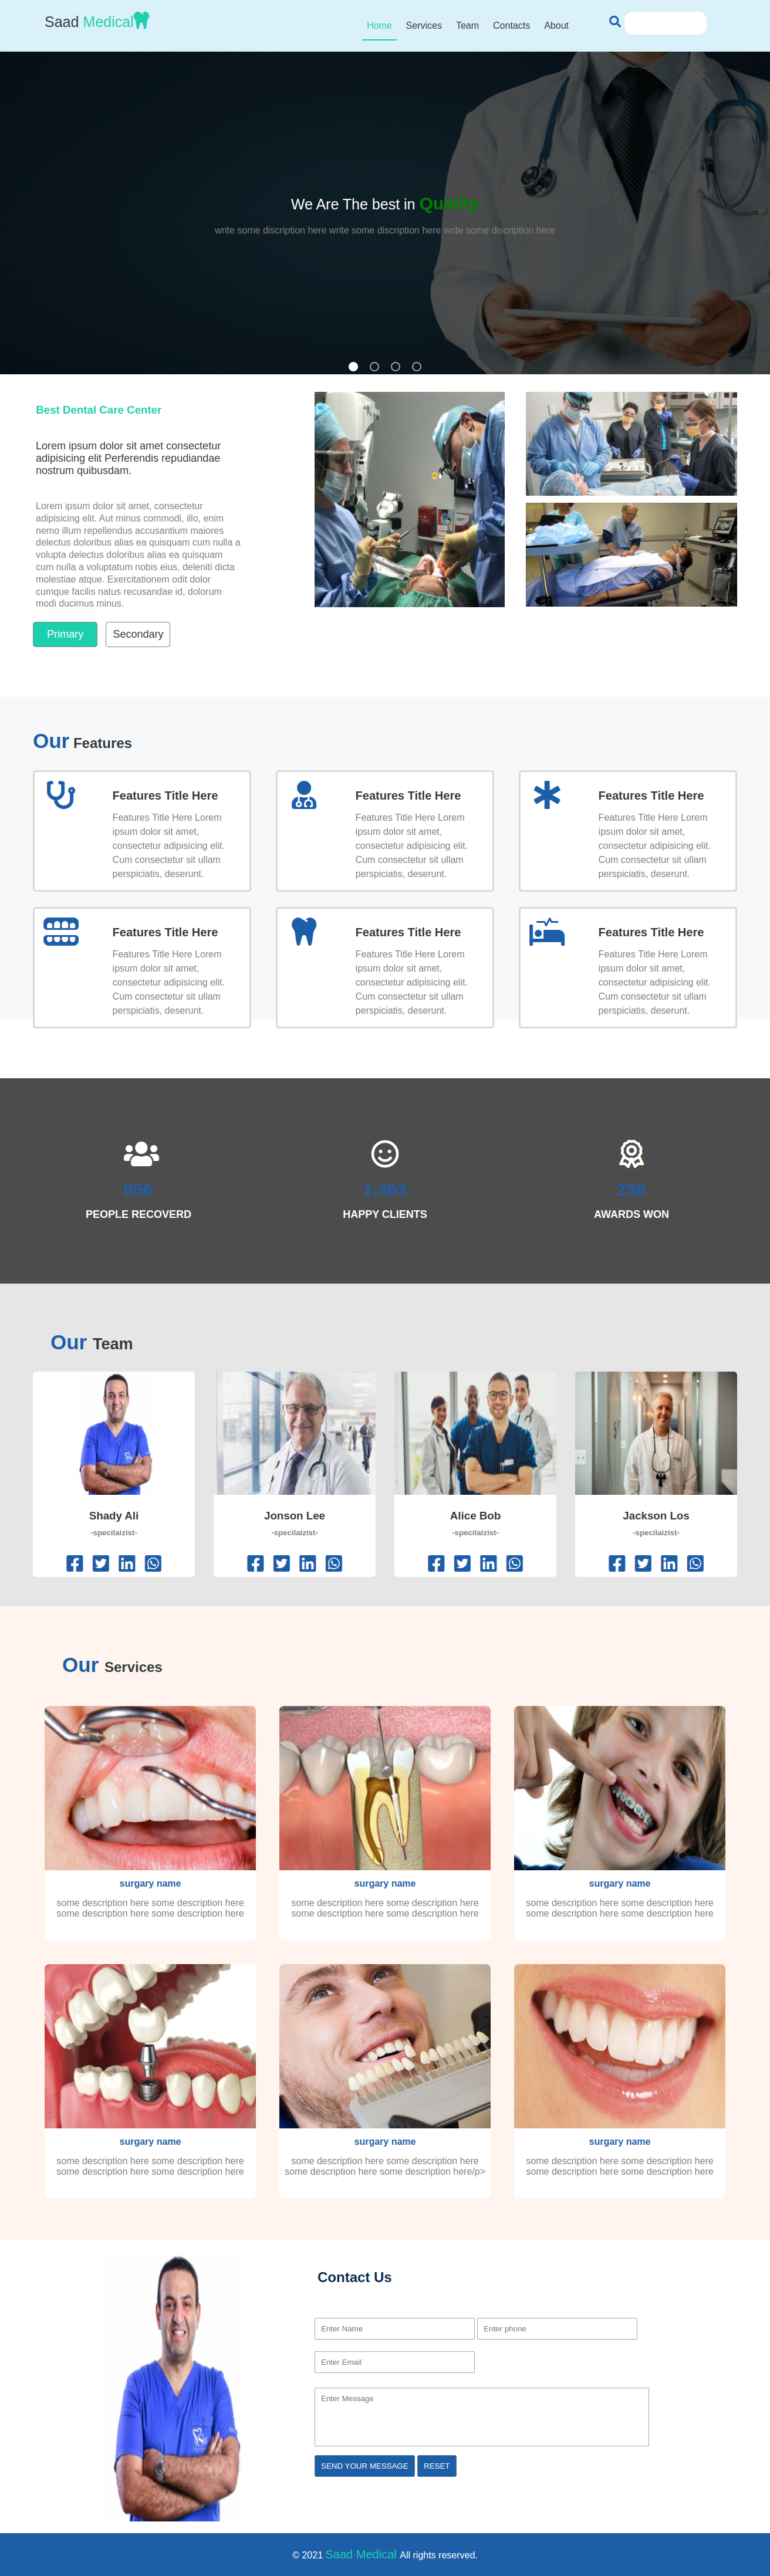 Saad Medical
Home Services Team Contacts About
We Are The best in Quality
write some discription here write some discription here write some discription here
Best Dental Care Center
Lorem ipsum dolor sit amet consectetur
adipisicing elit Perferendis repudiandae
nostrum quibusdam.
Lorem ipsum dolor sit amet, consectetur
adipisicing elit. Aut minus commodi, illo, enim
nemo illum repellendus accusantium maiores
delectus doloribus alias ea quisquam cum nulla a
volupta delectus doloribus alias ea quisquam
cum nulla a voluptatum nobis eius, deleniti dicta
molestiae atque. Exercitationem odit dolor
cumque facilis natus recusandae id, dolorum
modi ducimus minus.
Primary Secondary
Our Features
Features Title Here
Features Title Here Lorem
ipsum dolor sit amet,
consectetur adipisicing elit.
Cum consectetur sit ullam
perspiciatis, deserunt.
Features Title Here
Features Title Here Lorem
ipsum dolor sit amet,
consectetur adipisicing elit.
Cum consectetur sit ullam
perspiciatis, deserunt.
Features Title Here
Features Title Here Lorem
ipsum dolor sit amet,
consectetur adipisicing elit.
Cum consectetur sit ullam
perspiciatis, deserunt.
Features Title Here
Features Title Here Lorem
ipsum dolor sit amet,
consectetur adipisicing elit.
Cum consectetur sit ullam
perspiciatis, deserunt.
Features Title Here
Features Title Here Lorem
ipsum dolor sit amet,
consectetur adipisicing elit.
Cum consectetur sit ullam
perspiciatis, deserunt.
Features Title Here
Features Title Here Lorem
ipsum dolor sit amet,
consectetur adipisicing elit.
Cum consectetur sit ullam
perspiciatis, deserunt.
856
PEOPLE RECOVERD
1,463
HAPPY CLIENTS
256
AWARDS WON
Our Team
Shady Ali
-specilaizist-
Jonson Lee
-specilaizist-
Alice Bob
-specilaizist-
Jackson Los
-specilaizist-
Our Services
surgary name
some description here some description here
some description here some description here
surgary name
some description here some description here
some description here some description here
surgary name
some description here some description here
some description here some description here
surgary name
some description here some description here
some description here some description here
surgary name
some description here some description here
some description here some description here/p>
surgary name
some description here some description here
some description here some description here
Contact Us
Enter Name
Enter phone
Enter Email
Enter Message
SEND YOUR MESSAGE RESET
© 2021 Saad Medical All rights reserved.